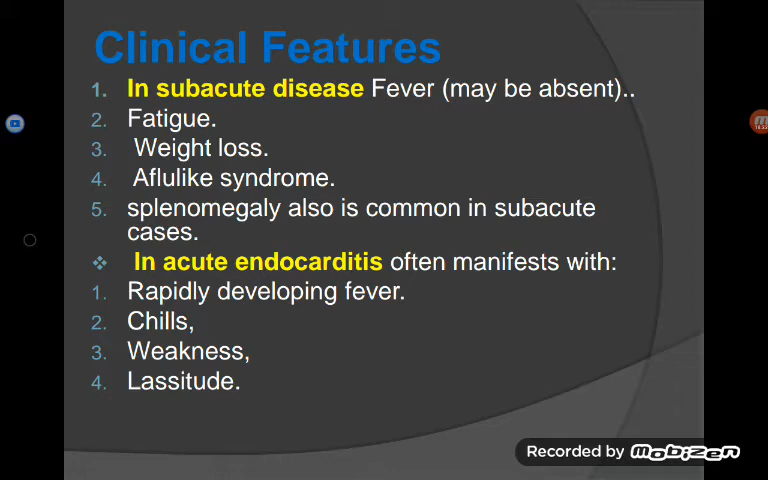 Clinical Features
1. In subacute disease Fever (may be absent)..
2. Fatigue.
3. Weight loss.
4. Aflulike syndrome.
5. splenomegaly also is common in subacute
cases.
❖ In acute endocarditis often manifests with:
1. Rapidly developing fever.
2. Chills,
3. Weakness,
4. Lassitude.
Recorded by mobizen